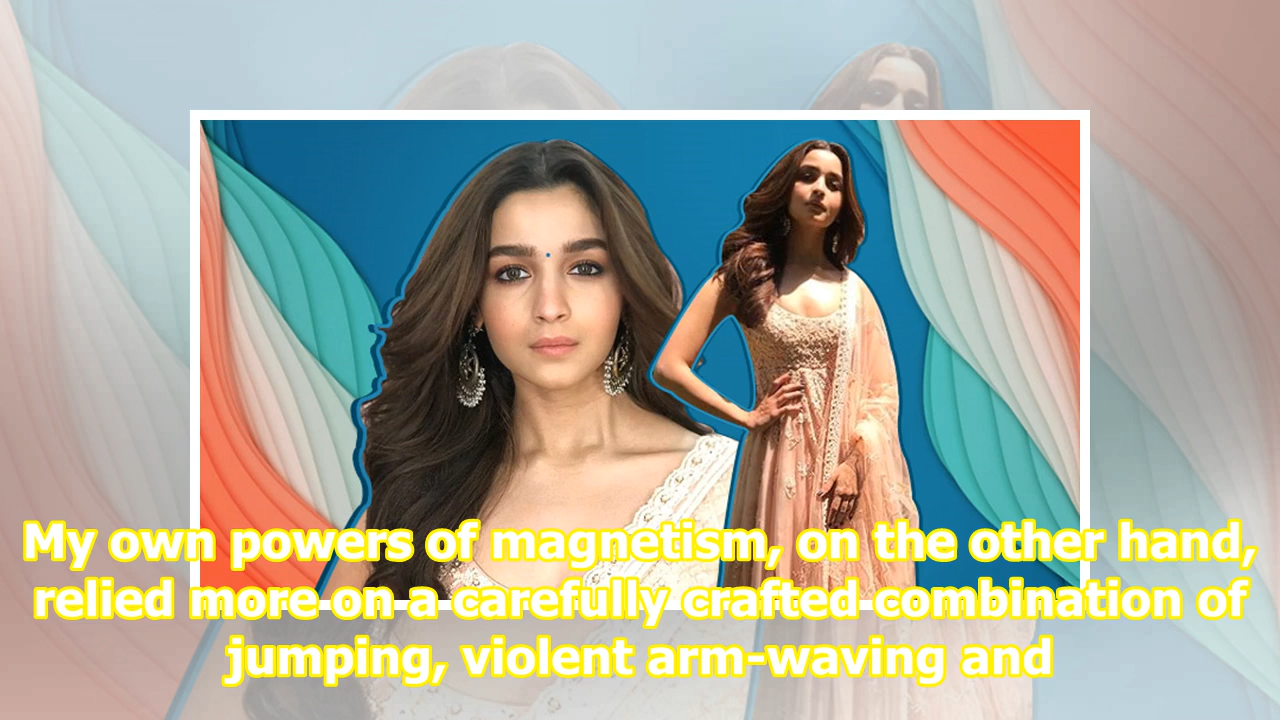 My own powers of magnetism, on the other hand,
relied more on a carefully crafted combination of
jumping, violent arm-waving and